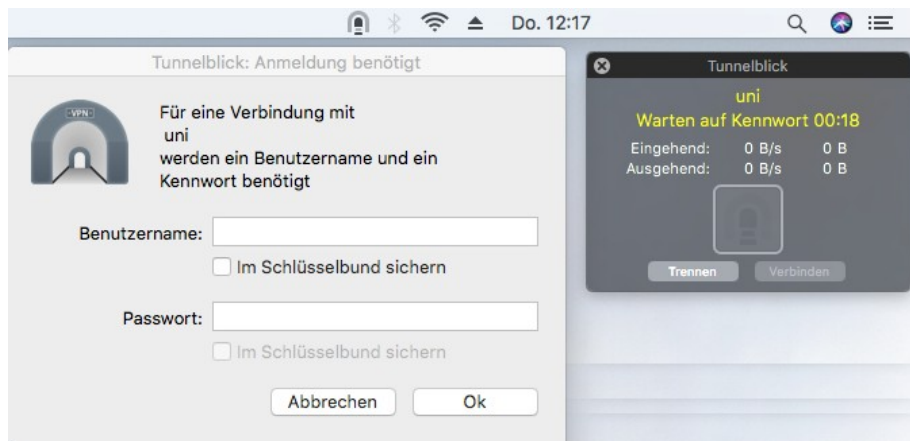 Do. 12:17
Tunnelblick: Anmeldung benötigt
VPN
Für eine Verbindung mit
uni
werden ein Benutzername und ein
Kennwort benötigt
Benutzername:
Im Schlüsselbund sichern
Passwort:
Im Schlüsselbund sichern
Abbrechen Ok
Tunnelblick
uni
Warten auf Kennwort 00:18
Eingehend: 0 B/s 0 B
Ausgehend: 0 B/s 0 B
Trennen Verbinden